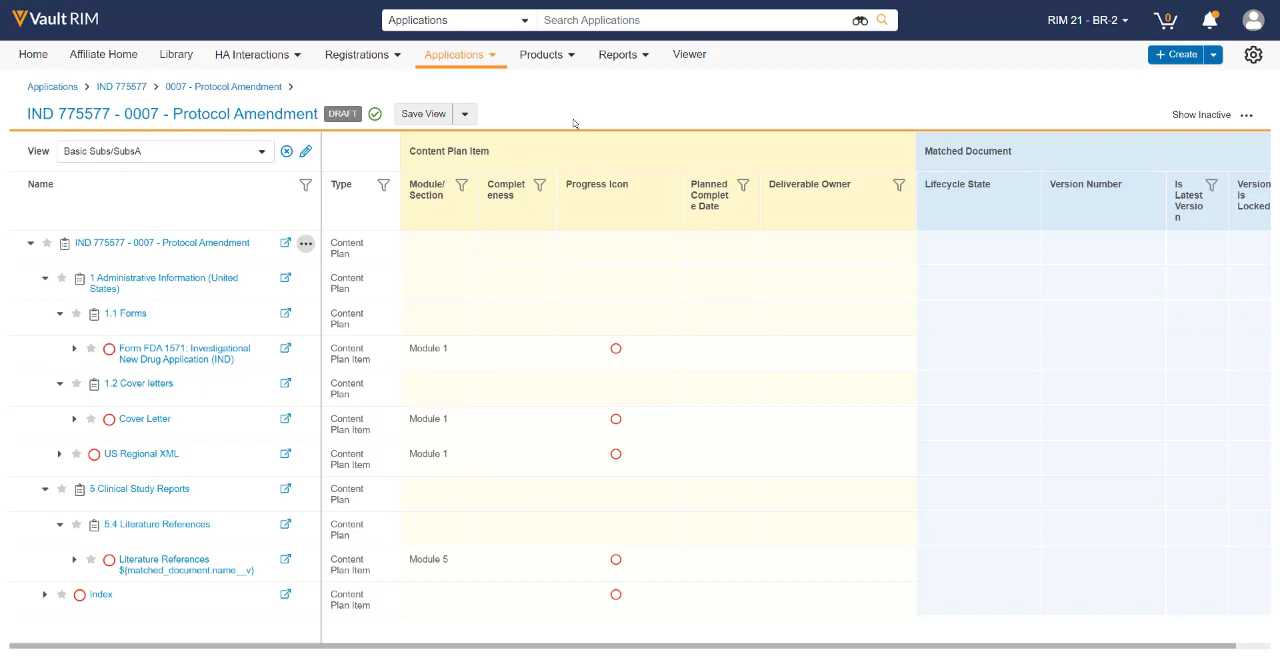 Vault RIM
Applications
Search Applications
RIM 21 - BR-2
0
Home
Affiliate Home
Library
HA Interactions
Registrations
Applications
Products
Reports
Viewer
+ Create
Applications > IND 775577 > 0007 - Protocol Amendment >
IND 775577 - 0007 - Protocol Amendment
DRAFT
Save View
Show Inactive
View
Basic Subs/SubsA
Content Plan Item
Matched Document
Name
Type
Module/
Section
Complet
eness
Progress Icon
Planned
Complet
e Date
Deliverable Owner
Lifecycle State
Version Number
Is
Latest
Versio
n
Version
is
Locked
IND 775577 - 0007 - Protocol Amendment
Content
Plan
1 Administrative Information (United
States)
Content
Plan
1.1 Forms
Content
Plan
Form FDA 1571: Investigational
New Drug Application (IND)
Content
Plan Item
Module 1
1.2 Cover letters
Content
Plan
Cover Letter
Content
Plan Item
Module 1
US Regional XML
Content
Plan Item
Module 1
5 Clinical Study Reports
Content
Plan
5.4 Literature References
Content
Plan
Literature References
${matched_document.name__v}
Content
Plan Item
Module 5
Index
Content
Plan Item